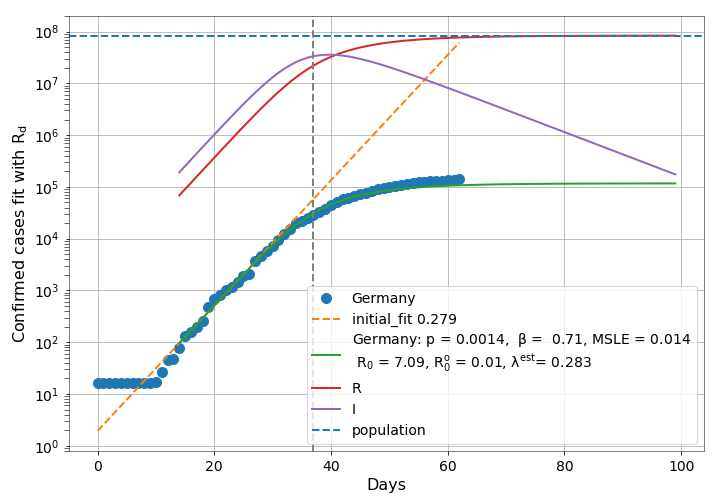 10⁸
10⁷
10⁶
10⁵
10⁴
10³
10²
10¹
10⁰
Confirmed cases fit with R_d
Germany
initial_fit 0.279
Germany: p = 0.0014, β = 0.71, MSLE = 0.014
R₀ = 7.09, R₀⁰ = 0.01, λᵉˢᵗ= 0.283
R
I
population
0 20 40 60 80 100
Days